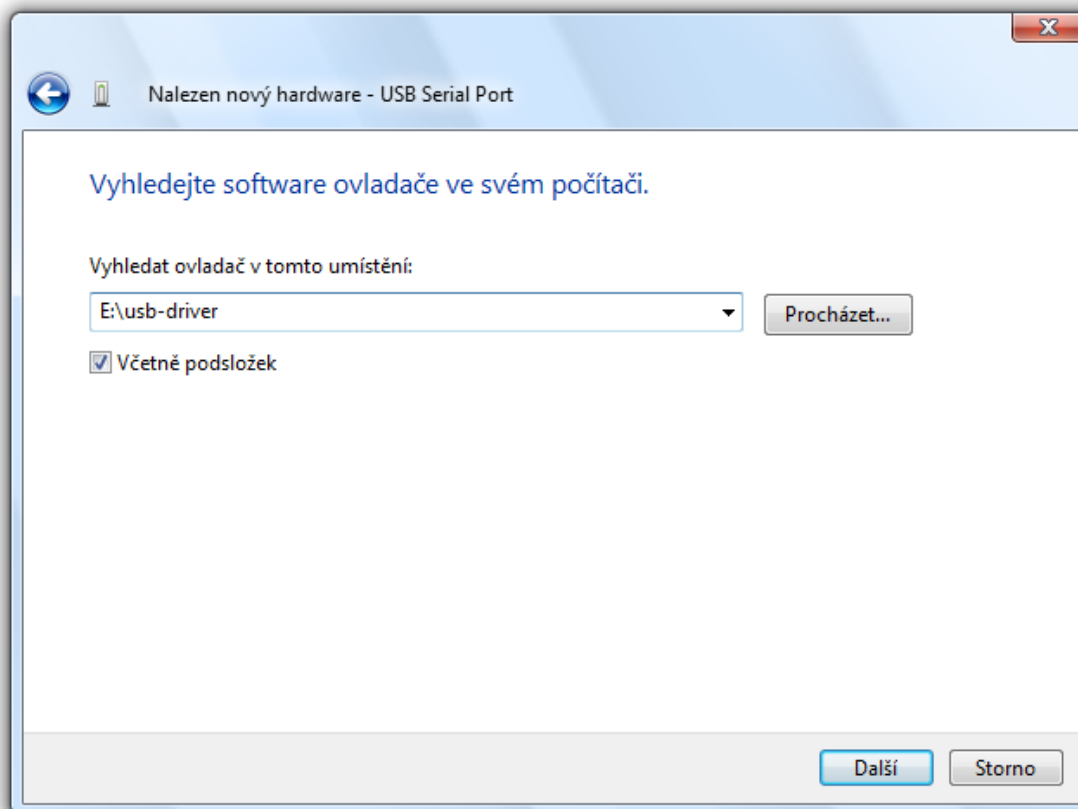 Nalezen nový hardware - USB Serial Port
Vyhledejte software ovladače ve svém počítači.
Vyhledat ovladač v tomto umístění:
E:\usb-driver
Procházet...
Včetně podsložek
Další
Storno